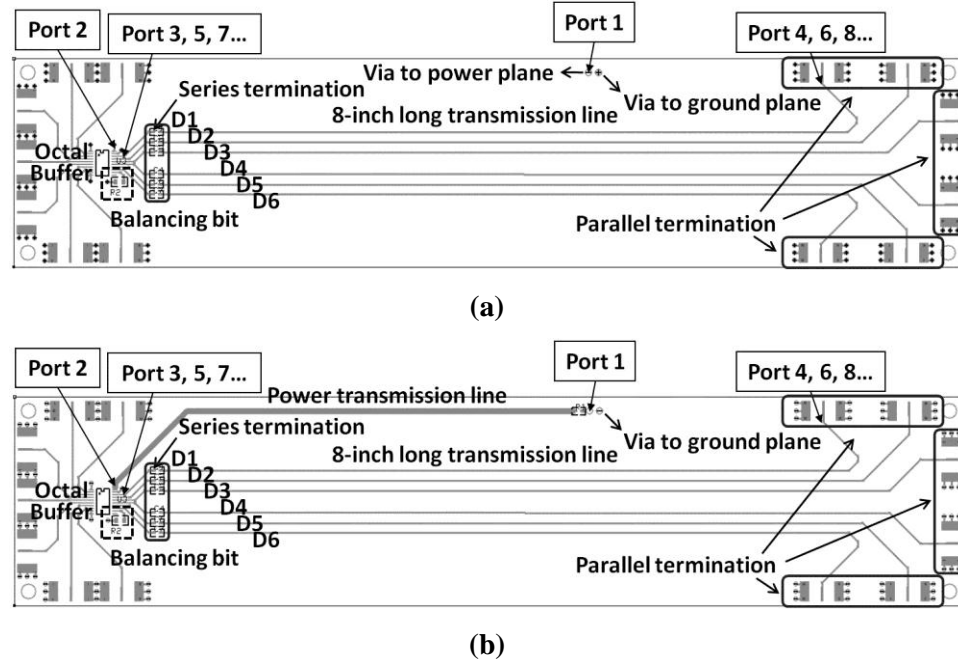 Port 2
Port 3, 5, 7...
Port 1
Port 4, 6, 8...
Via to power plane
Series termination
Via to ground plane
D1
8-inch long transmission line
D2
D3
Octal
Buffer
D4
D5
D6
Balancing bit
Parallel termination
R2
(a)
Port 2
Port 3, 5, 7...
Port 1
Port 4, 6, 8...
Power transmission line
Series termination
Via to ground plane
D1
8-inch long transmission line
D2
D3
Octal
Buffer
D4
D5
D6
Balancing bit
Parallel termination
R2
(b)